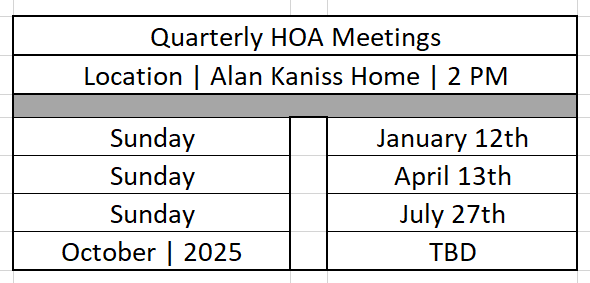 Quarterly HOA Meetings
Location | Alan Kaniss Home | 2 PM
Sunday January 12th
Sunday April 13th
Sunday July 27th
October | 2025 TBD